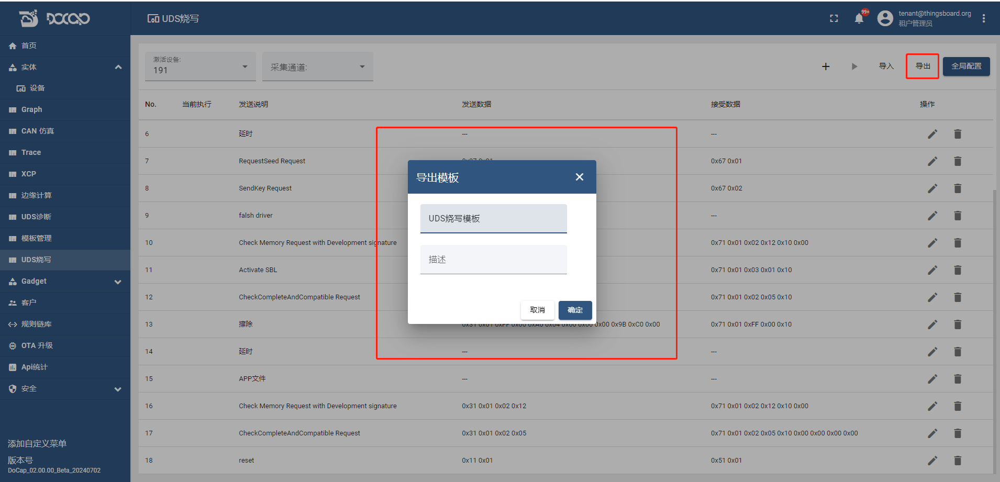 DOCAP
UDS烧写
99+
tenant@thingsboard.org
租户管理员
首页
实体
设备
Graph
CAN 仿真
Trace
XCP
边缘计算
UDS诊断
模板管理
UDS烧写
Gadget
客户
规则链库
OTA 升级
Api统计
安全
添加自定义菜单
版本号
DoCap_02.00.00_Beta_20240702
激活设备:
191
采集通道:
导入
导出
全局配置
No. 当前执行 发送说明 发送数据 接受数据 操作
6 延时 --- ---
7 RequestSeed Request 0x27 0x01 0x67 0x01
8 SendKey Request 0x67 0x02
9 falsh driver ---
10 Check Memory Request with Development signature 0x71 0x01 0x02 0x12 0x10 0x00
11 Activate SBL 0x71 0x01 0x03 0x01 0x10
12 CheckCompleteAndCompatible Request 0x71 0x01 0x02 0x05 0x10
13 擦除 0x31 0x01 0xFF 0x00 0xA0 0x04 0x00 0x00 0x00 0x9B 0xC0 0x00 0x71 0x01 0xFF 0x00 0x10
14 延时 --- ---
15 APP文件 --- ---
16 Check Memory Request with Development signature 0x31 0x01 0x02 0x12 0x71 0x01 0x02 0x12 0x10 0x00
17 CheckCompleteAndCompatible Request 0x31 0x01 0x02 0x05 0x71 0x01 0x02 0x05 0x10 0x00 0x00 0x00 0x00
18 reset 0x11 0x01 0x51 0x01
导出模板
UDS烧写模板
描述
取消
确定